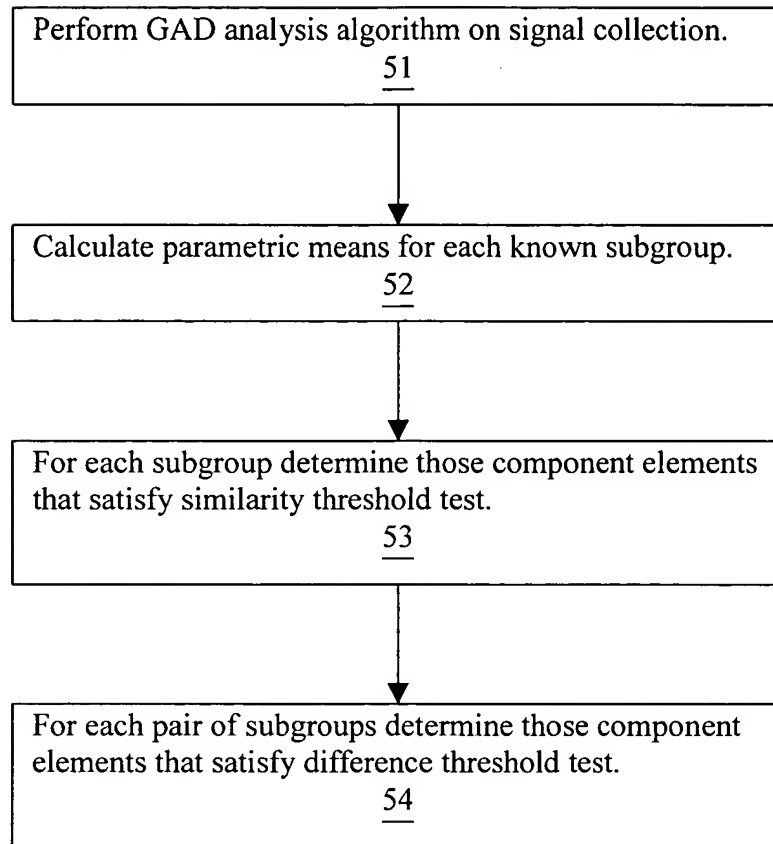 Perform GAD analysis algorithm on signal collection.
51
Calculate parametric means for each known subgroup.
52
For each subgroup determine those component elements
that satisfy similarity threshold test.
53
For each pair of subgroups determine those component
elements that satisfy difference threshold test.
54